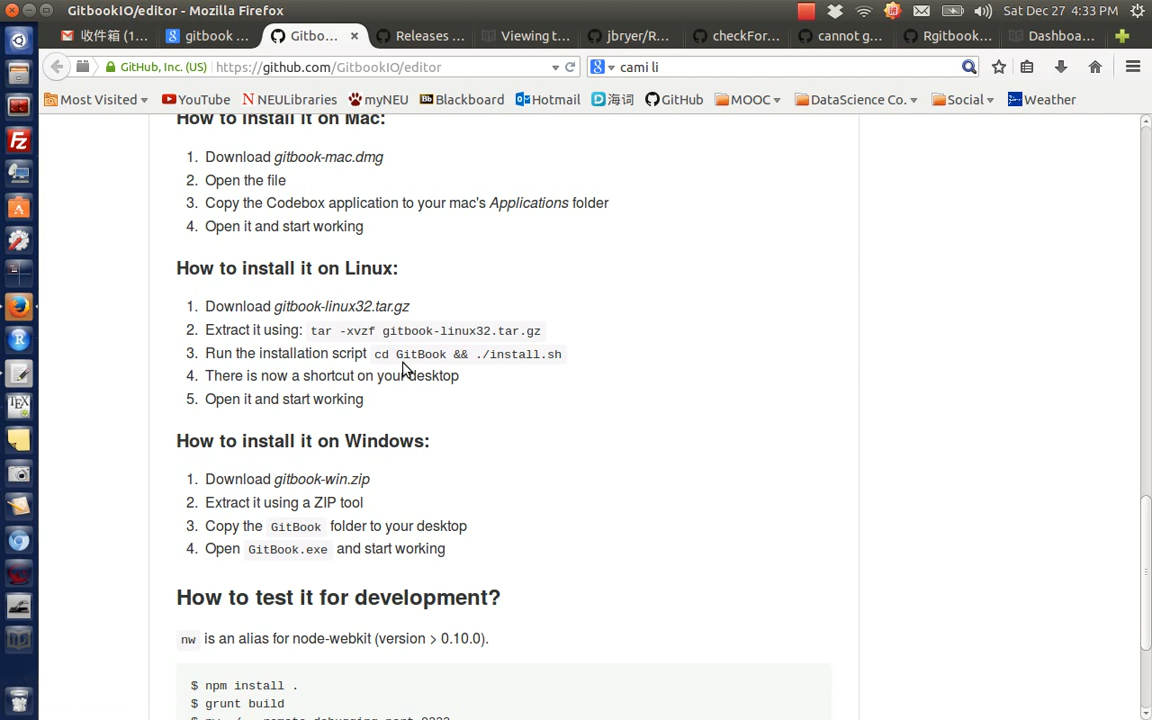 GitbookIO/editor - Mozilla Firefox
Sat Dec 27 4:33 PM
收件箱 (1...
gitbook ...
Gitbo...
Releases ...
Viewing t...
jbryer/R...
checkFor...
cannot g...
Rgitbook...
Dashboa...
GitHub, Inc. (US)
https://github.com/GitbookIO/editor
cami li
Most Visited
YouTube
NEULibraries
myNEU
Blackboard
Hotmail
海词
GitHub
MOOC
DataScience Co.
Social
Weather
How to install it on Mac:
1. Download gitbook-mac.dmg
2. Open the file
3. Copy the Codebox application to your mac's Applications folder
4. Open it and start working
How to install it on Linux:
1. Download gitbook-linux32.tar.gz
2. Extract it using: tar -xvzf gitbook-linux32.tar.gz
3. Run the installation script cd GitBook && ./install.sh
4. There is now a shortcut on your desktop
5. Open it and start working
How to install it on Windows:
1. Download gitbook-win.zip
2. Extract it using a ZIP tool
3. Copy the GitBook folder to your desktop
4. Open GitBook.exe and start working
How to test it for development?
nw is an alias for node-webkit (version > 0.10.0).
$ npm install .
$ grunt build